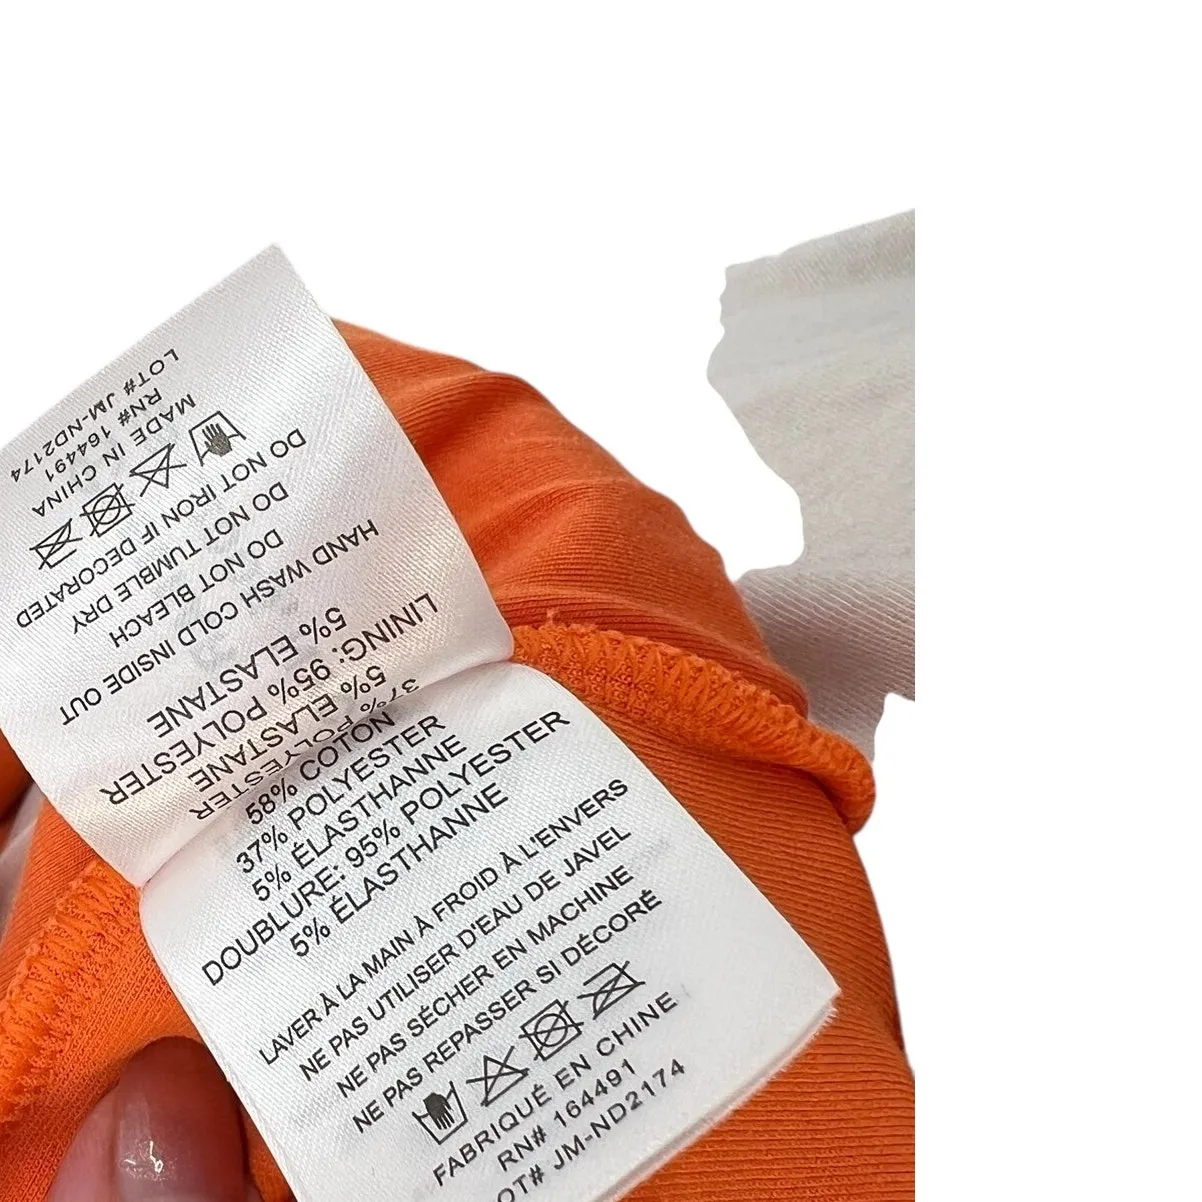 37% POLYESTER
5% ELASTANE
LINING: 95% POLYESTER
5% ELASTANE
HAND WASH COLD INSIDE OUT
DO NOT BLEACH
DO NOT TUMBLE DRY
DO NOT IRON IF DECORATED
MADE IN CHINA
RN# 164491
LOT# JM-ND2174
58% COTON
37% POLYESTER
5% ÉLASTHANNE
DOUBLURE: 95% POLYESTER
5% ÉLASTHANNE
LAVER À LA MAIN À FROID À L'ENVERS
NE PAS UTILISER D'EAU DE JAVEL
NE PAS SÉCHER EN MACHINE
NE PAS REPASSER SI DÉCORÉ
FABRIQUÉ EN CHINE
RN# 164491
OT# JM-ND2174